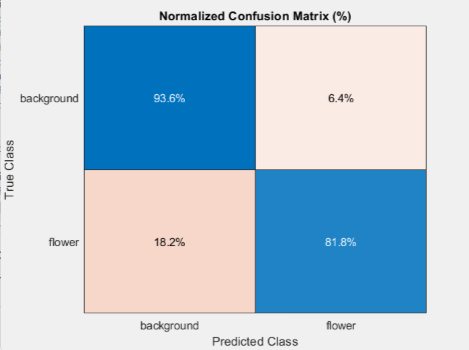 Normalized Confusion Matrix (%)
True Class
background
93.6%
6.4%
flower
18.2%
81.8%
background
flower
Predicted Class